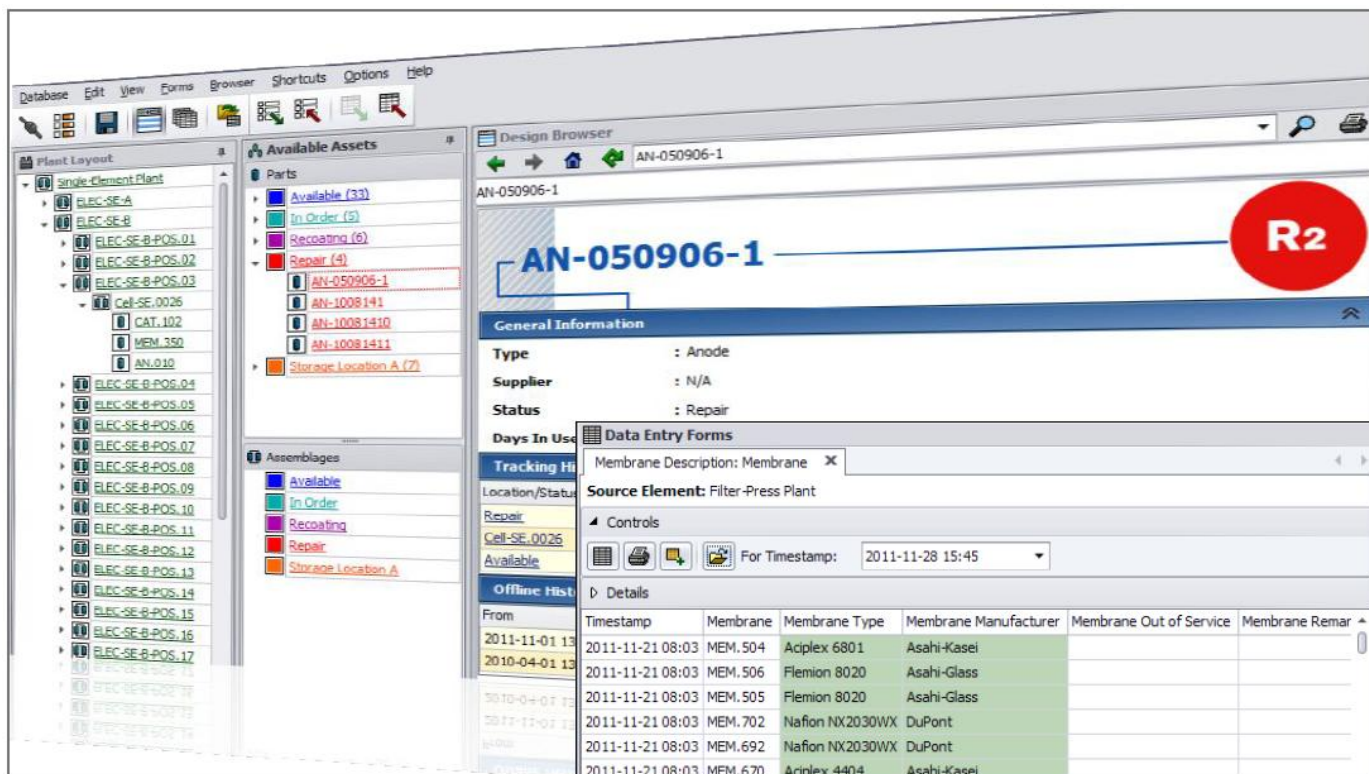 Database Edit View Forms Browser Shortcuts Options Help
Plant Layout
Single-Element Plant
ELEC-SE-A
ELEC-SE-B
ELEC-SE-B-POS.01
ELEC-SE-B-POS.02
ELEC-SE-B-POS.03
Cell-SE.0026
CAT.102
MEM.350
AN.010
ELEC-SE-B-POS.04
ELEC-SE-B-POS.05
ELEC-SE-B-POS.06
ELEC-SE-B-POS.07
ELEC-SE-B-POS.08
ELEC-SE-B-POS.09
ELEC-SE-B-POS.10
ELEC-SE-B-POS.11
ELEC-SE-B-POS.12
ELEC-SE-B-POS.13
ELEC-SE-B-POS.14
ELEC-SE-B-POS.15
ELEC-SE-B-POS.16
ELEC-SE-B-POS.17
Available Assets
Parts
Available (33)
In Order (5)
Recoating (6)
Repair (4)
AN-050906-1
AN-1008141
AN-10081410
AN-10081411
Storage Location A (7)
Assemblages
Available
In Order
Recoating
Repair
Storage Location A
Design Browser
AN-050906-1
AN-050906-1
AN-050906-1
R2
General Information
Type : Anode
Supplier : N/A
Status : Repair
Days In Use
Tracking Hi
Location/Status
Repair
Cell-SE.0026
Available
Offline Hist
From
2011-11-01 13
2010-04-01 13
Data Entry Forms
Membrane Description: Membrane
Source Element: Filter-Press Plant
Controls
For Timestamp: 2011-11-28 15:45
Details
Timestamp Membrane Membrane Type Membrane Manufacturer Membrane Out of Service Membrane Remar
2011-11-21 08:03 MEM.504 Aciplex 6801 Asahi-Kasei
2011-11-21 08:03 MEM.506 Flemion 8020 Asahi-Glass
2011-11-21 08:03 MEM.505 Flemion 8020 Asahi-Glass
2011-11-21 08:03 MEM.702 Nafion NX2030WX DuPont
2011-11-21 08:03 MEM.692 Nafion NX2030WX DuPont
2011-11-21 08:03 MEM.670 Aciplex 4404 Asahi-Kasei